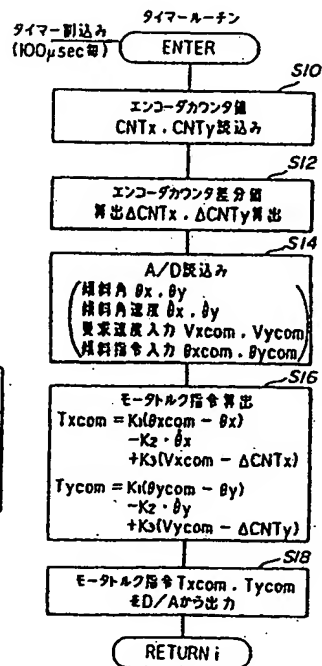 タイマールーチン
タイマー割込み
(100μsec毎)
ENTER
S10
エンコーダカウンタ値
CNTx . CNTy読込み
S12
エンコーダカウンタ差分値
算出ΔCNTx . ΔCNTy算出
S14
A/D読込み
傾斜角 θx . θy
傾斜角速度 θ̇x . θ̇y
要求速度入力 Vxcom . Vycom
傾斜指令入力 θxcom . θycom
S16
モータトルク指令算出
Txcom = K1(θxcom − θx)
−K2・θ̇x
+K3(Vxcom − ΔCNTx)
Tycom = K1(θycom − θy)
−K2・θ̇y
+K3(Vycom − ΔCNTy)
S18
モータトルク指令Txcom . Tycom
をD/Aから出力
RETURN i